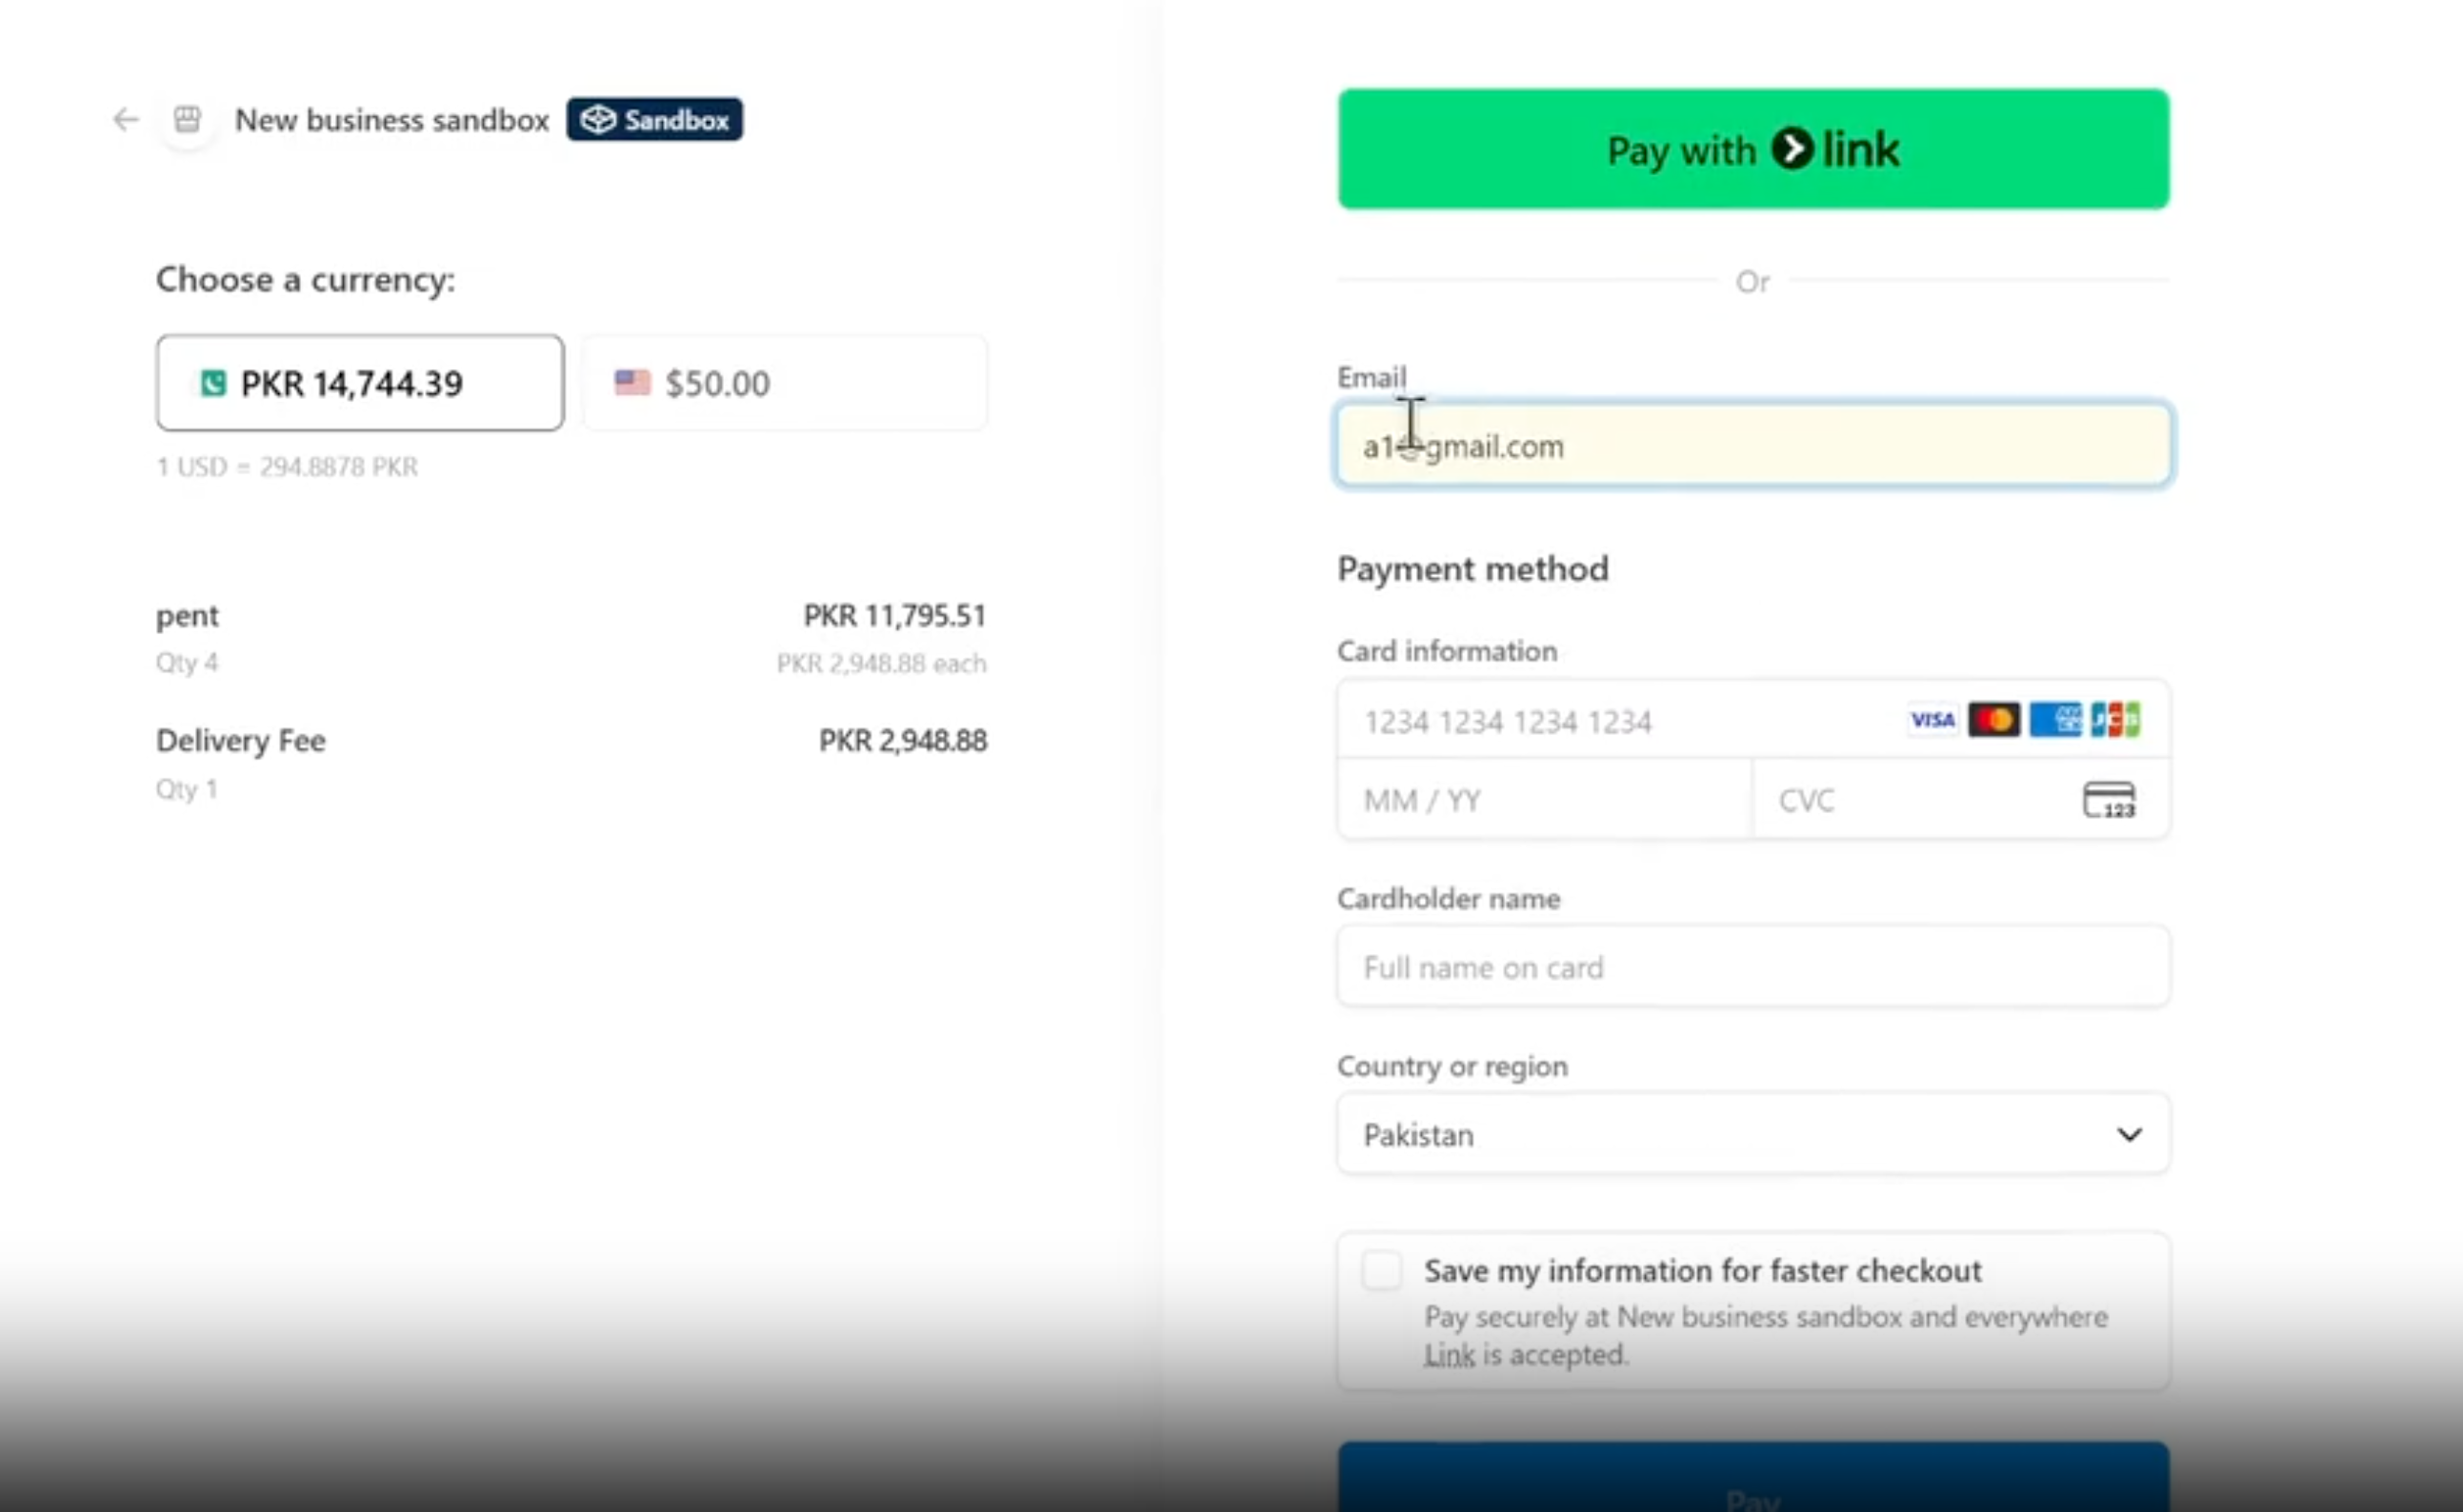 New business sandbox Sandbox
Choose a currency:
PKR 14,744.39 $50.00
1 USD = 294.8878 PKR
pent PKR 11,795.51
Qty 4 PKR 2,948.88 each
Delivery Fee PKR 2,948.88
Qty 1
Pay with link
Or
Email
a1@gmail.com
Payment method
Card information
1234 1234 1234 1234 VISA JCB
MM / YY CVC 123
Cardholder name
Full name on card
Country or region
Pakistan
Save my information for faster checkout
Pay securely at New business sandbox and everywhere
Link is accepted.
Pay